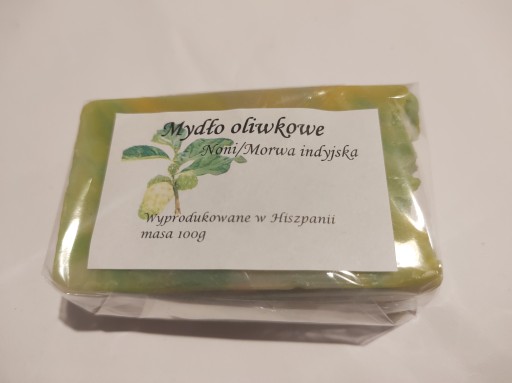 Mydło oliwkowe
Noni/Morwa indyjska
Wyprodukowane w Hiszpanii
masa 100g